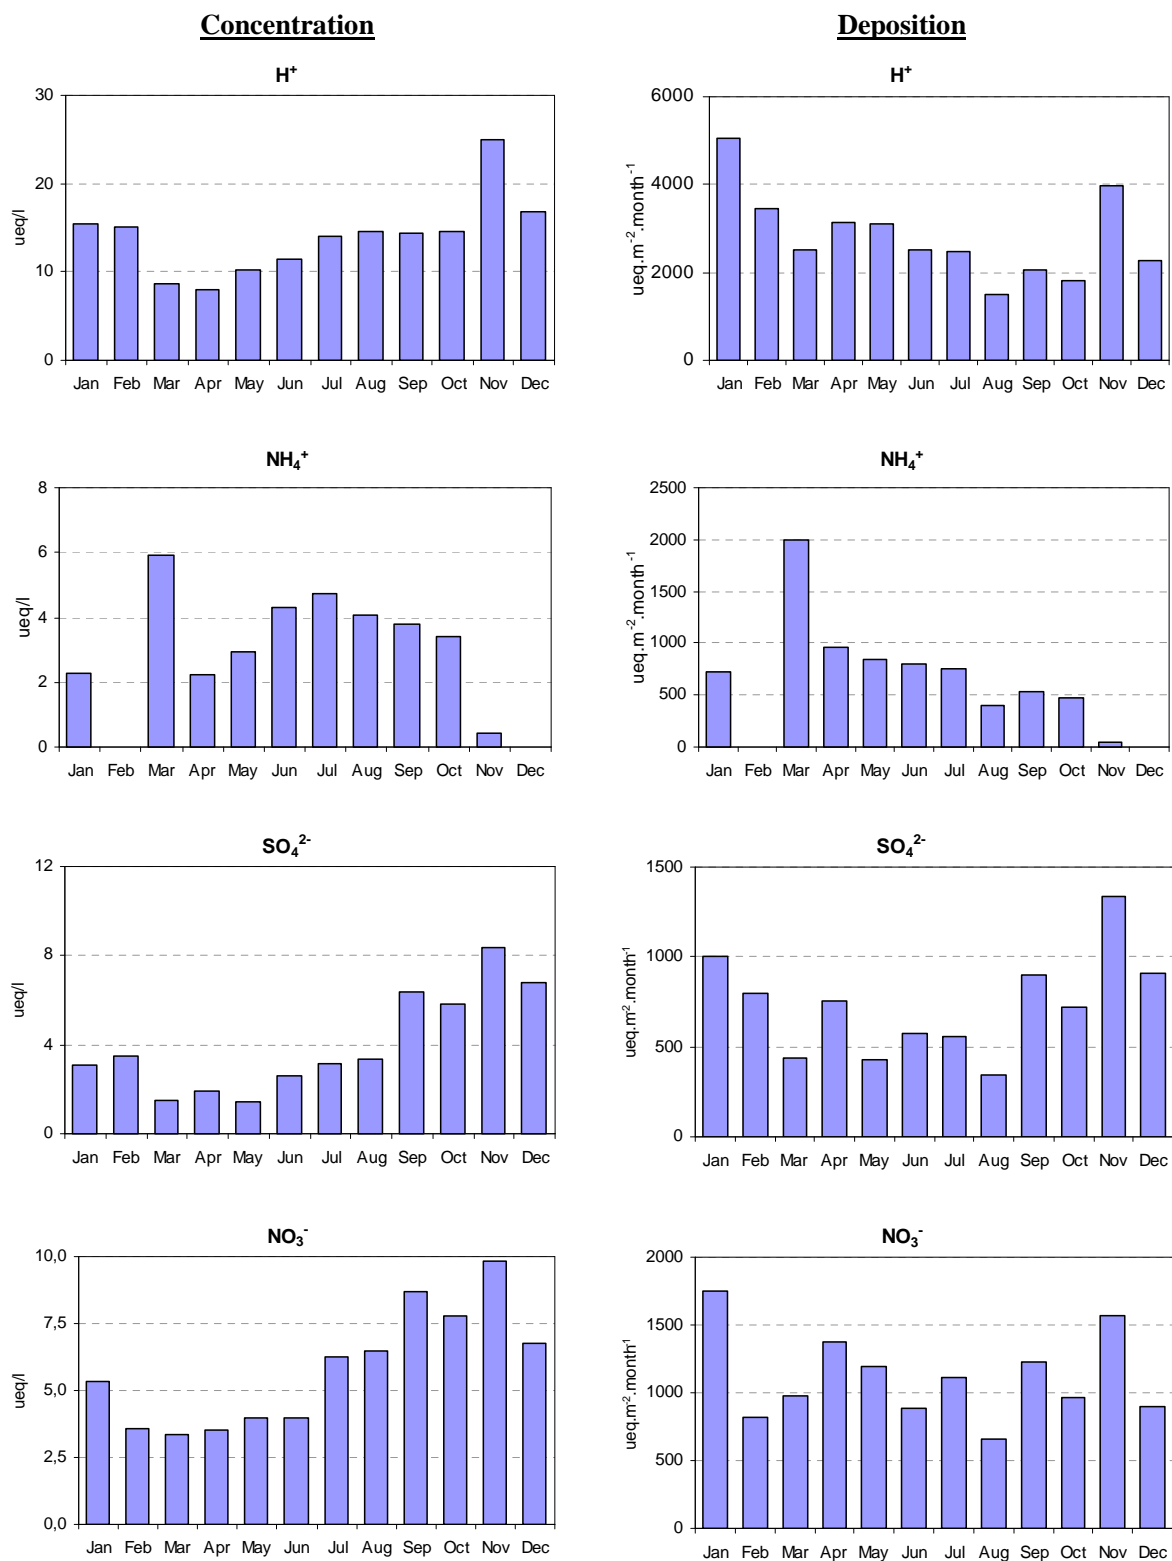 Concentration
Deposition
H⁺
30
20
10
0
ueq/l
Jan Feb Mar Apr May Jun Jul Aug Sep Oct Nov Dec
H⁺
6000
4000
2000
0
ueq.m⁻².month⁻¹
Jan Feb Mar Apr May Jun Jul Aug Sep Oct Nov Dec
NH₄⁺
8
6
4
2
0
ueq/l
Jan Feb Mar Apr May Jun Jul Aug Sep Oct Nov Dec
NH₄⁺
2500
2000
1500
1000
500
0
ueq.m⁻².month⁻¹
Jan Feb Mar Apr May Jun Jul Aug Sep Oct Nov Dec
SO₄²⁻
12
8
4
0
ueq/l
Jan Feb Mar Apr May Jun Jul Aug Sep Oct Nov Dec
SO₄²⁻
1500
1000
500
0
ueq.m⁻².month⁻¹
Jan Feb Mar Apr May Jun Jul Aug Sep Oct Nov Dec
NO₃⁻
10,0
7,5
5,0
2,5
0,0
ueq/l
Jan Feb Mar Apr May Jun Jul Aug Sep Oct Nov Dec
NO₃⁻
2000
1500
1000
500
0
ueq.m⁻².month⁻¹
Jan Feb Mar Apr May Jun Jul Aug Sep Oct Nov Dec